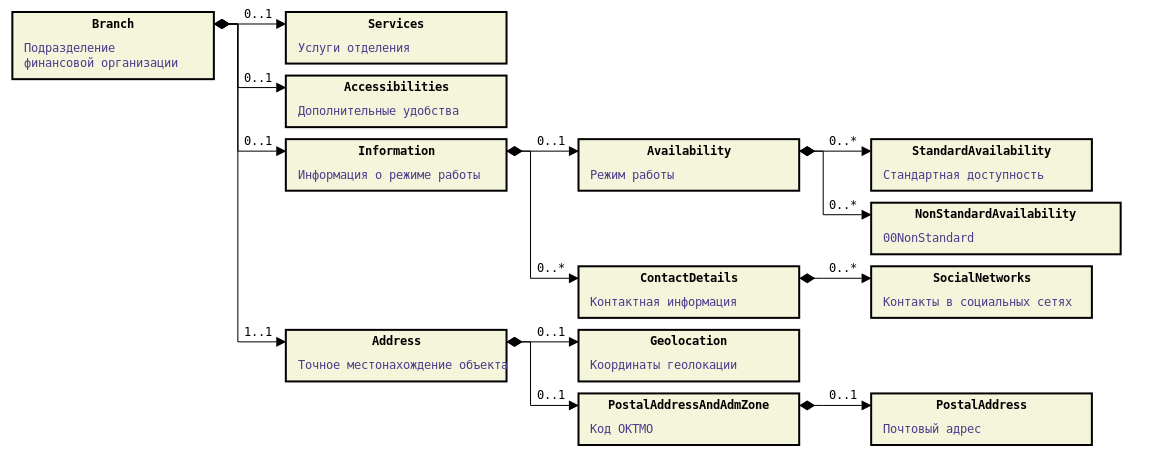 Branch
Подразделение
финансовой организации
0..1
Services
Услуги отделения
0..1
Accessibilities
Дополнительные удобства
0..1
Information
Информация о режиме работы
0..1
Availability
Режим работы
0..*
StandardAvailability
Стандартная доступность
0..*
NonStandardAvailability
00NonStandard
0..*
ContactDetails
Контактная информация
0..*
SocialNetworks
Контакты в социальных сетях
1..1
Address
Точное местонахождение объекта
0..1
Geolocation
Координаты геолокации
0..1
PostalAddressAndAdmZone
Код ОКТМО
0..1
PostalAddress
Почтовый адрес